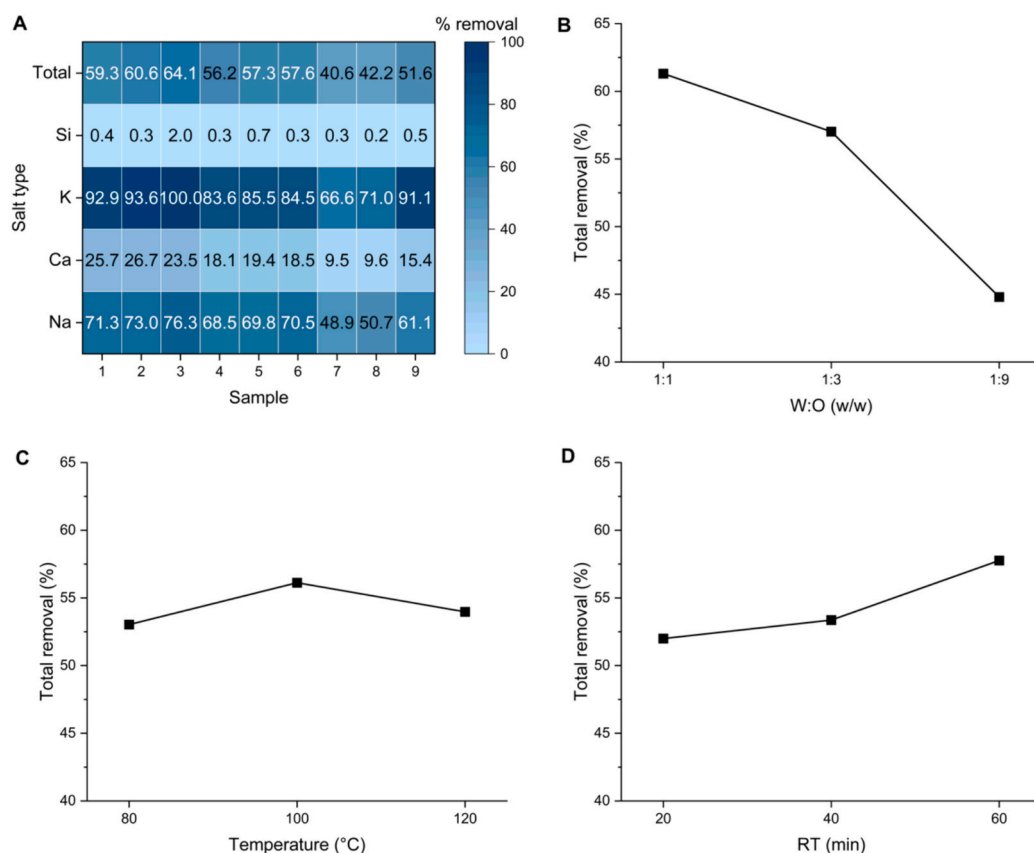 A
% removal
Total 59.3 60.6 64.1 56.2 57.3 57.6 40.6 42.2 51.6
Si 0.4 0.3 2.0 0.3 0.7 0.3 0.3 0.2 0.5
K 92.9 93.6 100.0 83.6 85.5 84.5 66.6 71.0 91.1
Ca 25.7 26.7 23.5 18.1 19.4 18.5 9.5 9.6 15.4
Na 71.3 73.0 76.3 68.5 69.8 70.5 48.9 50.7 61.1
1 2 3 4 5 6 7 8 9
Sample
Salt type
100
80
60
40
20
0
B
65
60
55
50
45
40
Total removal (%)
1:1 1:3 1:9
W:O (w/w)
C
65
60
55
50
45
40
Total removal (%)
80 100 120
Temperature (°C)
D
65
60
55
50
45
40
Total removal (%)
20 40 60
RT (min)